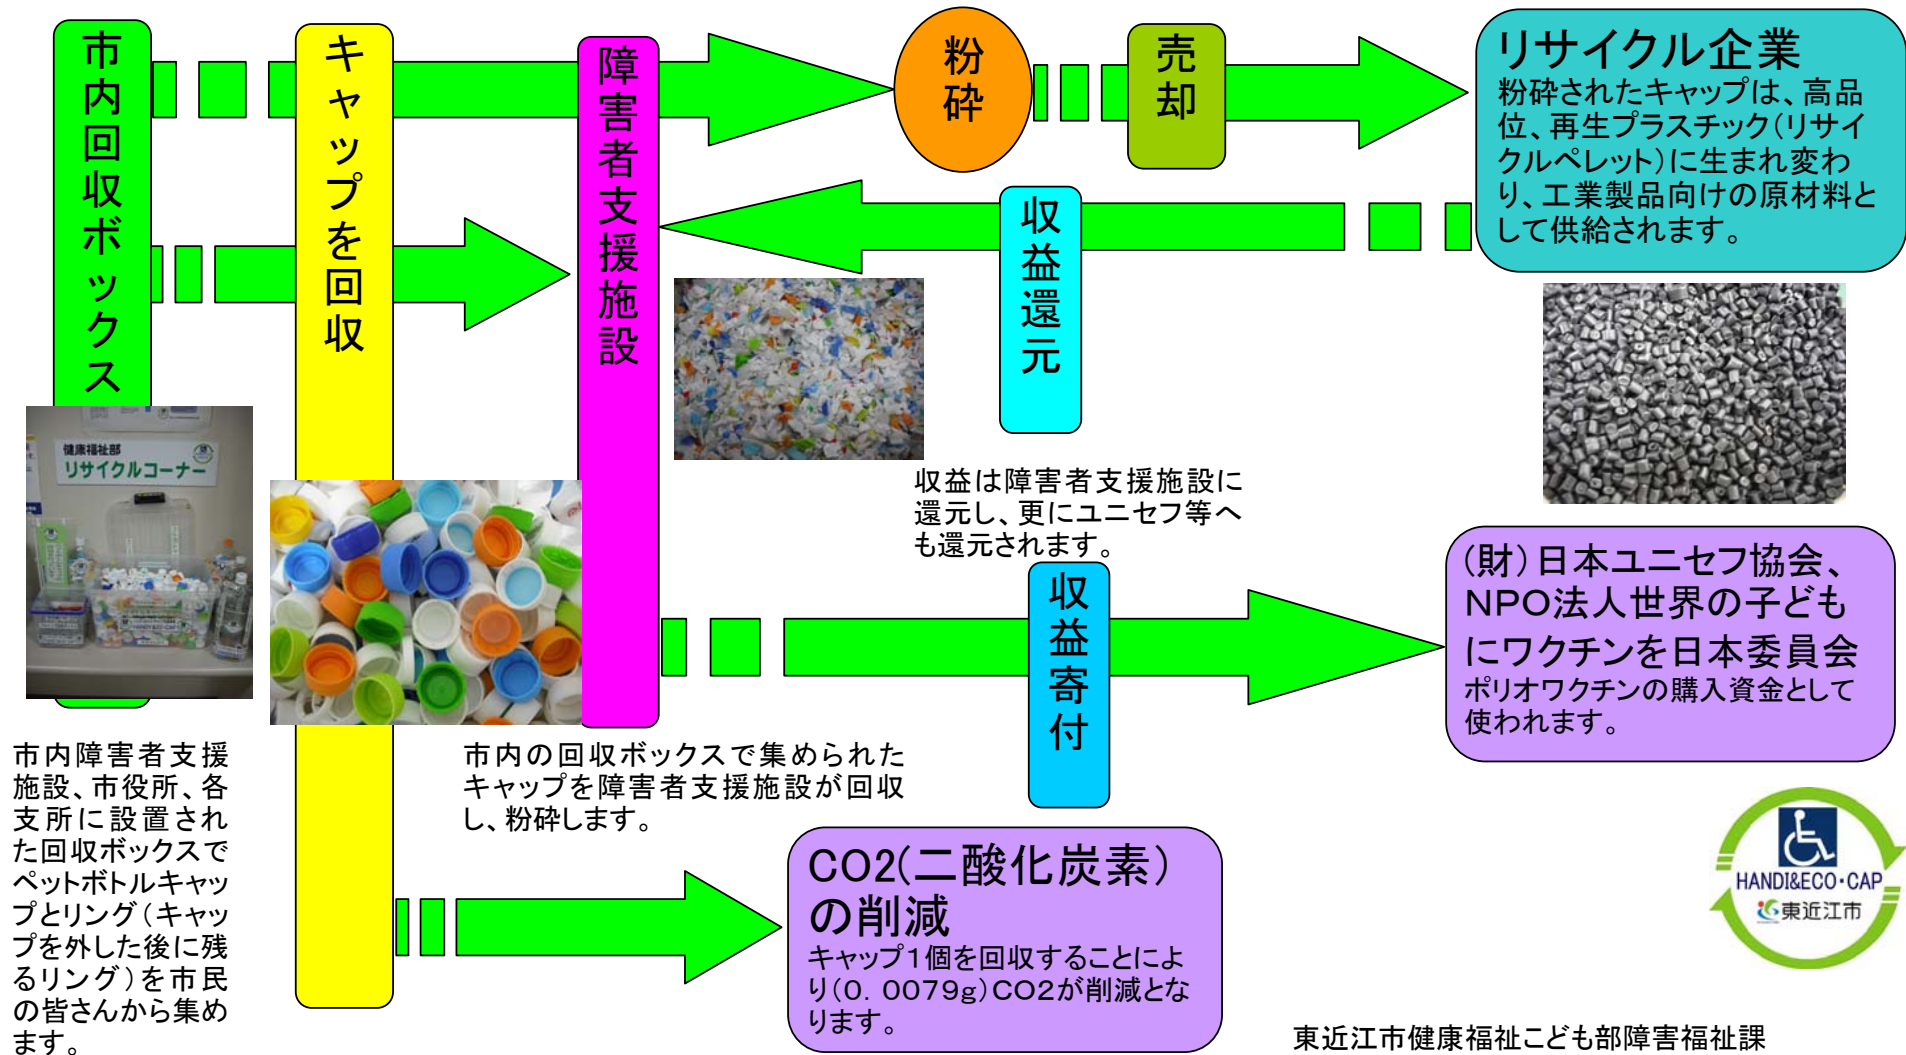 市内回収ボックス
キャップを回収
障害者支援施設
粉砕
売却
リサイクル企業
粉砕されたキャップは、高品
位、再生プラスチック(リサイ
クルペレット)に生まれ変わ
り、工業製品向けの原材料と
して供給されます。
収益還元
収益は障害者支援施設に
還元し、更にユニセフ等へ
も還元されます。
健康福祉部
リサイクルコーナー
収益寄付
(財)日本ユニセフ協会、
NPO法人世界の子ども
にワクチンを日本委員会
ポリオワクチンの購入資金として
使われます。
市内障害者支援
施設、市役所、各
支所に設置され
た回収ボックスで
ペットボトルキャッ
プとリング(キャッ
プを外した後に残
るリング)を市民
の皆さんから集め
ます。
市内の回収ボックスで集められた
キャップを障害者支援施設が回収
し、粉砕します。
CO2(二酸化炭素)
の削減
キャップ1個を回収することによ
り(0．0079g)CO2が削減とな
ります。
HANDI&ECO・CAP
東近江市
東近江市健康福祉こども部障害福祉課